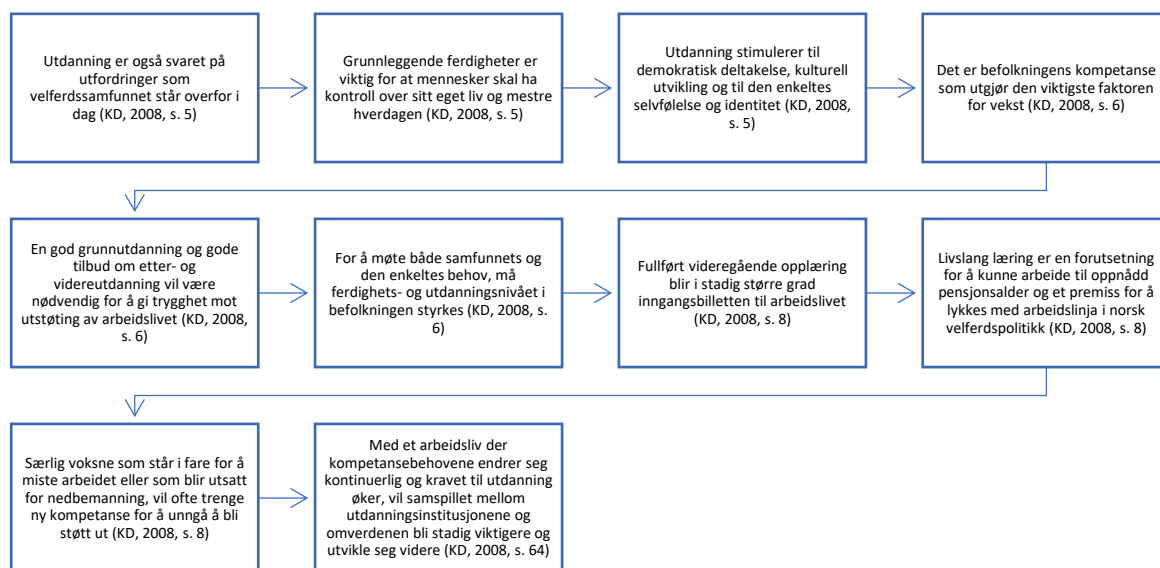 Utdanning er også svaret på
utfordringer som
velferdssamfunnet står overfor i
dag (KD, 2008, s. 5)
Grunnleggende ferdigheter er
viktig for at mennesker skal ha
kontroll over sitt eget liv og mestre
hverdagen (KD, 2008, s. 5)
Utdanning stimulerer til
demokratisk deltakelse, kulturell
utvikling og til den enkeltes
selvfølelse og identitet (KD, 2008,
s. 5)
Det er befolkningens kompetanse
som utgjør den viktigste faktoren
for vekst (KD, 2008, s. 6)
En god grunnutdanning og gode
tilbud om etter- og
videreutdanning vil være
nødvendig for å gi trygghet mot
utstøting av arbeidslivet (KD, 2008,
s. 6)
For å møte både samfunnets og
den enkeltes behov, må
ferdighets- og utdanningsnivået i
befolkningen styrkes (KD, 2008, s.
6)
Fullført videregående opplæring
blir i stadig større grad
inngangsbilletten til arbeidslivet
(KD, 2008, s. 8)
Livslang læring er en forutsetning
for å kunne arbeide til oppnådd
pensjonsalder og et premiss for å
lykkes med arbeidslinja i norsk
velferdspolitikk (KD, 2008, s. 8)
Særlig voksne som står i fare for å
miste arbeidet eller som blir utsatt
for nedbemanning, vil ofte trenge
ny kompetanse for å unngå å bli
støtt ut (KD, 2008, s. 8)
Med et arbeidsliv der
kompetansebehovene endrer seg
kontinuerlig og kravet til utdanning
øker, vil samspillet mellom
utdanningsinstitusjonene og
omverdenen bli stadig viktigere og
utvikle seg videre (KD, 2008, s. 64)